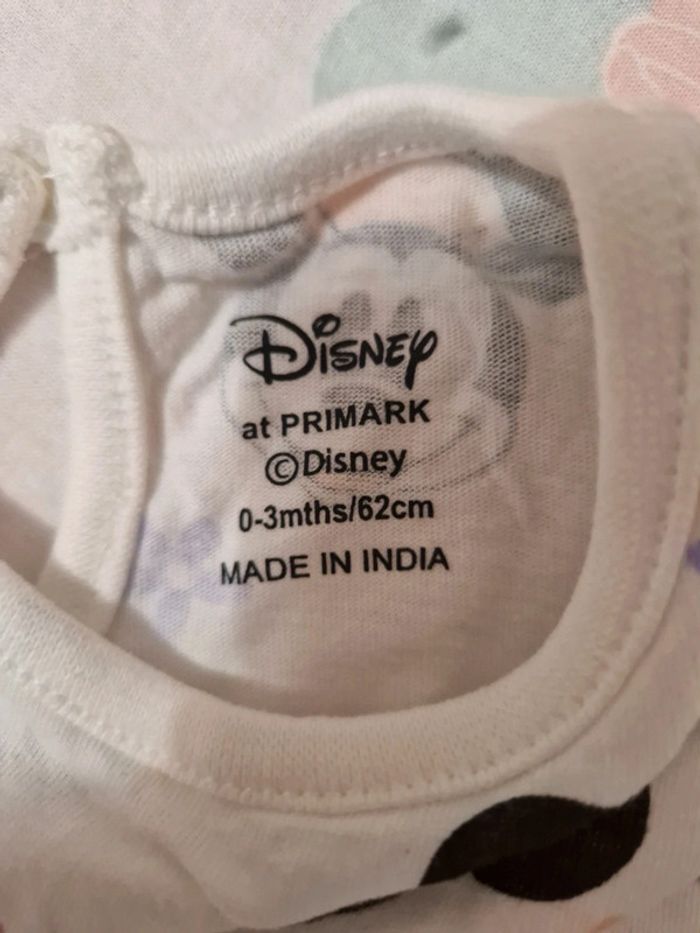 Disney
at PRIMARK
©Disney
0-3mths/62cm
MADE IN INDIA